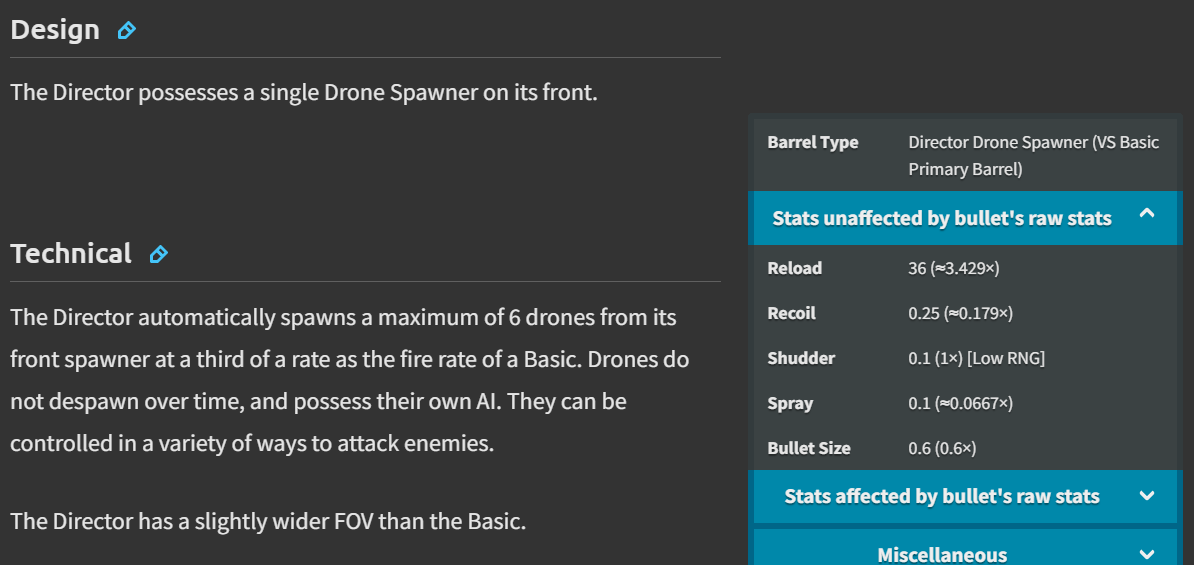 Design
The Director possesses a single Drone Spawner on its front.
Technical
The Director automatically spawns a maximum of 6 drones from its
front spawner at a third of a rate as the fire rate of a Basic. Drones do
not despawn over time, and possess their own AI. They can be
controlled in a variety of ways to attack enemies.
The Director has a slightly wider FOV than the Basic.
Barrel Type Director Drone Spawner (VS Basic
Primary Barrel)
Stats unaffected by bullet's raw stats
Reload 36 (≈3.429×)
Recoil 0.25 (≈0.179×)
Shudder 0.1 (1×) [Low RNG]
Spray 0.1 (≈0.0667×)
Bullet Size 0.6 (0.6×)
Stats affected by bullet's raw stats
Miscellaneous